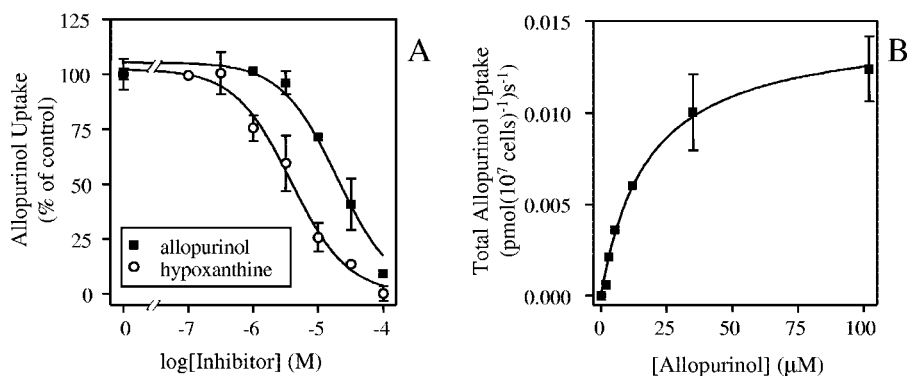 A
Allopurinol Uptake
(% of control)
125
100
75
50
25
0
allopurinol
hypoxanthine
0
-7
-6
-5
-4
log[Inhibitor] (M)
B
Total Allopurinol Uptake
(pmol(10⁷ cells)⁻¹)s⁻¹)
0.015
0.010
0.005
0.000
0
25
50
75
100
[Allopurinol] (μM)